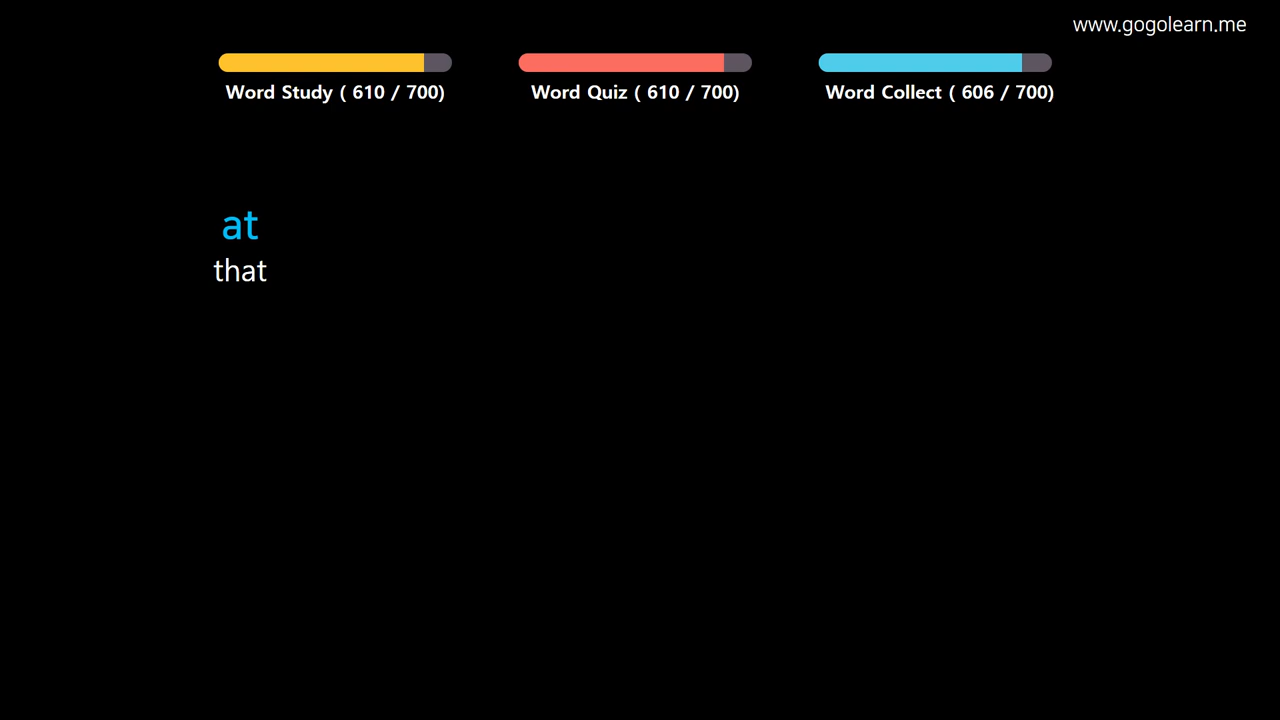 www.gogolearn.me
Word Study ( 610 / 700)
Word Quiz ( 610 / 700)
Word Collect ( 606 / 700)
at
that